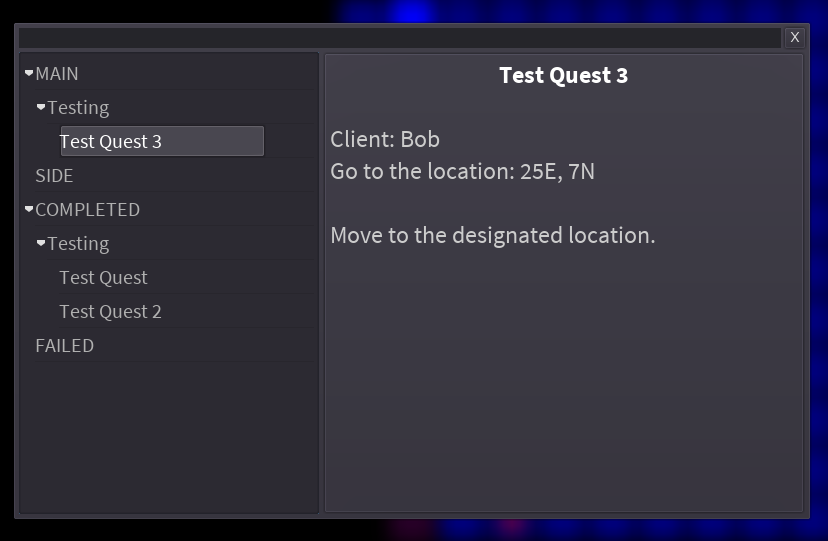 X
MAIN
Testing
Test Quest 3
SIDE
COMPLETED
Testing
Test Quest
Test Quest 2
FAILED
Test Quest 3
Client: Bob
Go to the location: 25E, 7N
Move to the designated location.